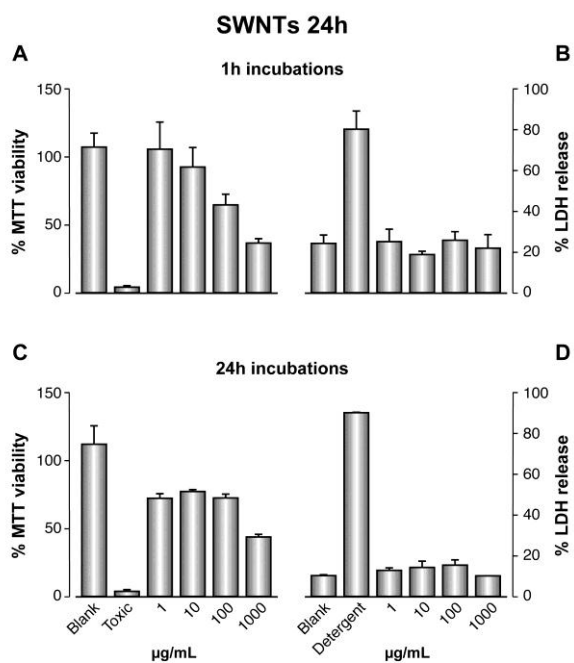 SWNTs 24h
A
B
1h incubations
% MTT viability
150
100
50
0
% LDH release
100
80
60
40
20
0
C
D
24h incubations
% MTT viability
150
100
50
0
% LDH release
100
80
60
40
20
0
Blank Toxic 1 10 100 1000
Blank Detergent 1 10 100 1000
µg/mL
µg/mL